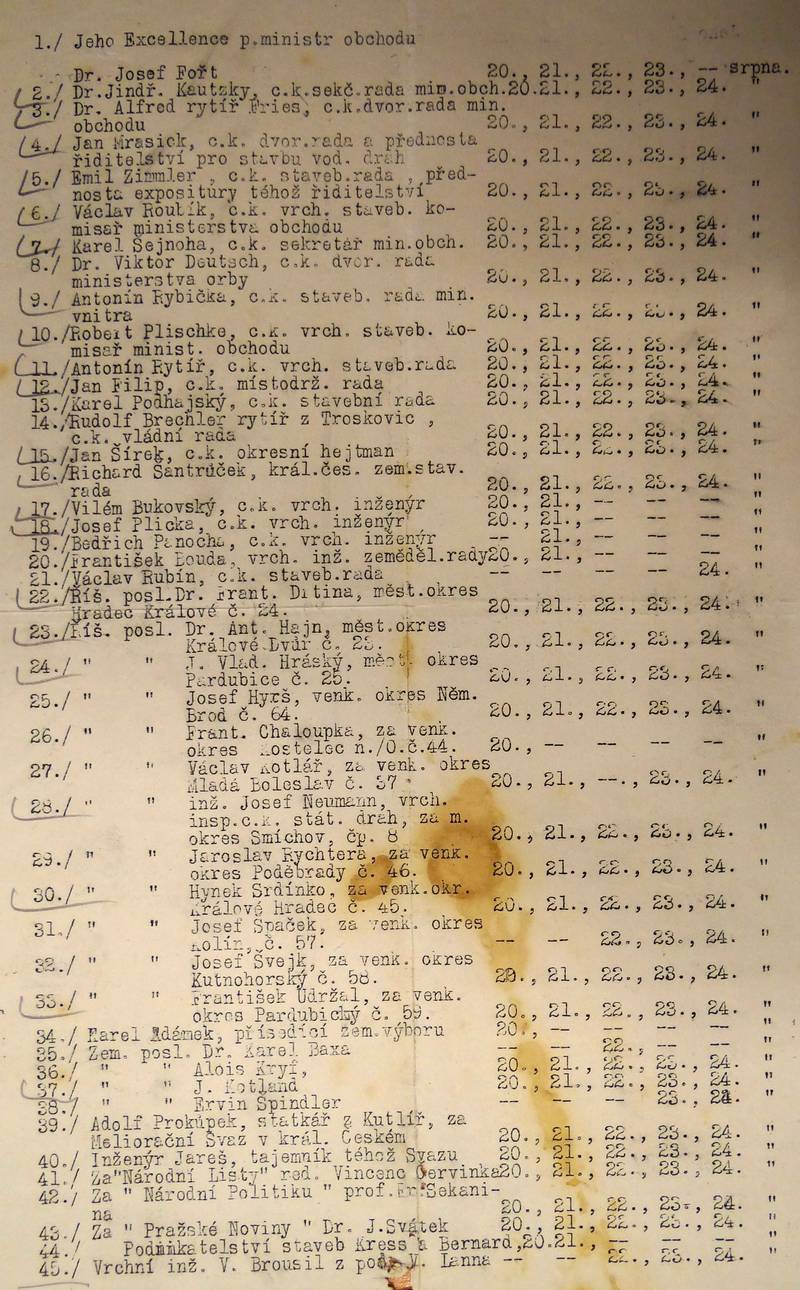 1./ Jeho Excellence p.ministr obchodu
Dr. Josef Fořt 20., 21., 22., 23., -- srpna.
2./ Dr.Jindř. Kautzky, c.k.sekč.rada min.obch.20.21., 22., 23., 24. "
3./ Dr. Alfred rytíř Fries, c.k.dvor.rada min.
obchodu 20., 21., 22., 23., 24. "
4./ Jan Mrasick, c.k. dvor.rada a přednosta
řiditelství pro stavbu vod. drah 20., 21., 22., 23., 24. "
5./ Emil Zimmler , c.k. staveb.rada , před-
nosta expositury téhož řiditelství 20., 21., 22., 23., 24. "
6./ Václav Roubík, c.k. vrch. staveb. ko-
misař ministerstva obchodu 20., 21., 22., 23., 24. "
7./ Karel Sejnoha, c.k. sekretář min.obch. 20., 21., 22., 23., 24. "
8./ Dr. Viktor Deutsch, c.k. dvor. rada
ministerstva orby 20., 21., 22., 23., 24. "
9./ Antonín Rybička, c.k. staveb. rada min.
vnitra 20., 21., 22., 23., 24. "
10./Robert Plischke, c.k. vrch. staveb. ko-
misař minist. obchodu 20., 21., 22., 23., 24. "
11./Antonín Rytíř, c.k. vrch. staveb.rada 20., 21., 22., 23., 24. "
12./Jan Filip, c.k. místodrž. rada 20., 21., 22., 23., 24. "
13./Karel Podhajský, c.k. stavební rada 20., 21., 22., 23., 24. "
14./Rudolf Brechler rytíř z Troskovic ,
c.k. vládní rada 20., 21., 22., 23., 24. "
15./Jan Šírek, c.k. okresní hejtman 20., 21., 22., 23., 24. "
16./Richard Santrůček, král.čes. zem.stav.
rada 20., 21., 22., 23., 24. "
17./Vilém Bukovský, c.k. vrch. inženýr 20., 21., -- -- -- "
18./Josef Plicka, c.k. vrch. inženýr 20., 21., -- -- -- "
19./Bedřich Panocha, c.k. vrch. inženýr -- 21., -- -- -- "
20./František Louda, vrch. inž. zeměděl.rady20., 21., -- -- -- "
21./Václav Rubín, c.k. staveb.rada -- -- -- -- 24. "
22./Říš. posl.Dr. Frant. Drtina, měst.okres
Hradec Králové č. 24. 20., 21., 22., 23., 24. "
23./Říš. posl. Dr. Ant. Hajn, měst.okres
Králové.Dvůr č. 23. 20., 21., 22., 23., 24. "
24./ " " J. Vlad. Hráský, měst. okres
Pardubice č. 25. 20., 21., 22., 23., 24. "
25./ " " Josef Hyrš, venk. okres Něm.
Brod č. 64. 20., 21., 22., 23., 24. "
26./ " " Frant. Chaloupka, za venk.
okres Kostelec n./O.č.44. 20., -- -- -- -- "
27./ " " Václav Kotlář, za venk. okres
Mladá Boleslav č. 37 20., 21., --., 23., 24. "
28./ " " inž. Josef Neumann, vrch.
insp.c.k. stát. drah, za m.
okres Smíchov, čp. 8 20., 21., 22., 23., 24. "
29./ " " Jaroslav Rychtera, za venk.
okres Poděbrady č. 46. 20., 21., 22., 23., 24. "
30./ " " Hynek Srdínko, za venk.okr.
Králové Hradec č. 45. 20., 21., 22., 23., 24. "
31./ " " Josef Špaček, za venk. okres
Kolín, č. 57. -- -- 22., 23., 24. "
32./ " " Josef Švejk, za venk. okres
Kutnohorský č. 58. 20., 21., 22., 23., 24. "
33./ " " František Udržal, za venk.
okres Pardubický č. 59. 20., 21., 22., 23., 24. "
34./ Karel Adámek, přísedící zem.výboru 20., -- -- -- -- "
35./ Zem. posl. Dr. Karel Baxa -- -- 22., -- -- "
36./ " " Alois Kryf, 20., 21., 22., 23., 24. "
37./ " " J. Kotland 20., 21., 22., 23., 24. "
38./ " " Ervín Špindler -- -- -- 23., 24. "
39./ Adolf Prokůpek, statkář z Kutlíř, za
Meliorační Svaz v král. Českém 20., 21., 22., 23., 24. "
40./ Inženýr Jareš, tajemník téhož Svazu 20., 21., 22., 23., 24. "
41./ Za"Národní Listy" red. Vincenc Červinka20., 21., 22., 23., 24. "
42./ Za " Národní Politiku " prof.Fr.Sekani-
na 20., 21., 22., 23., 24. "
43./ Za " Pražské Noviny " Dr. J.Svátek 20., 21., 22., 23., 24. "
44./ Podnikatelství staveb Kress & Bernard,20.21., -- -- -- "
45./ Vrchní inž. V. Brousil z podn. V. Lanna -- -- 22., 23., 24. "